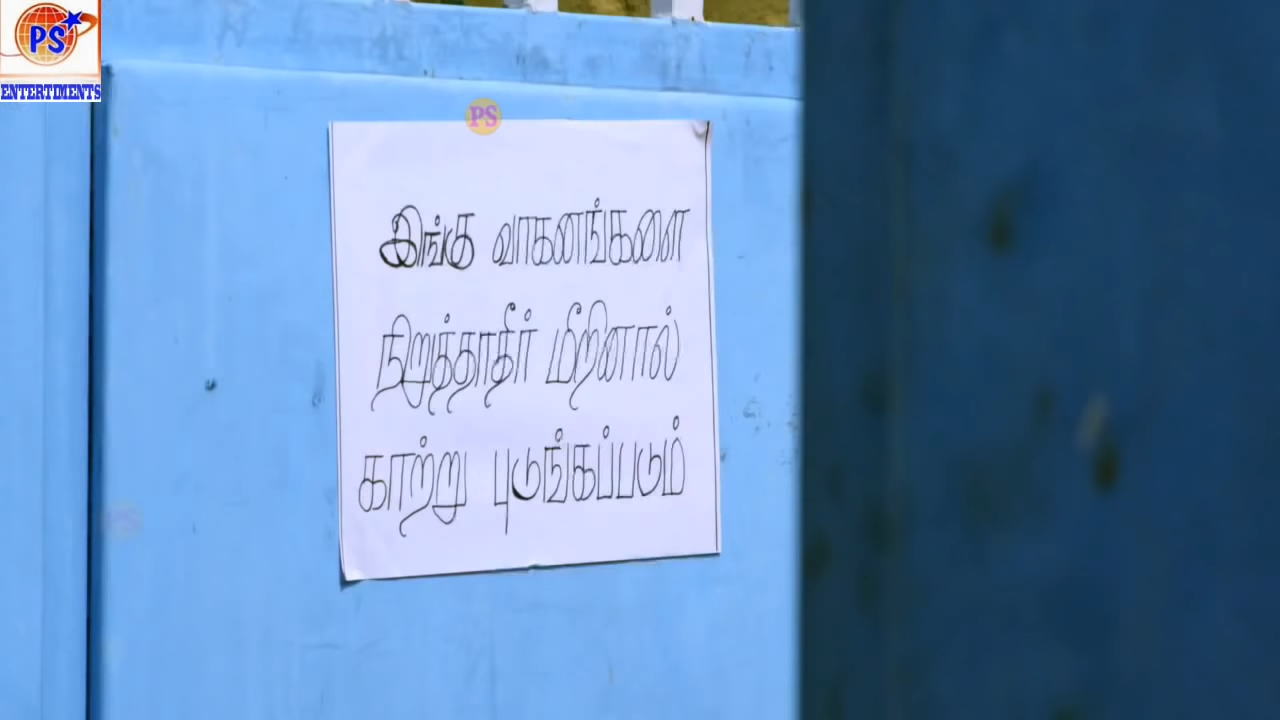 PS
ENTERTIMENTS
PS
இங்கு வாகனங்களை
நிறுத்தாதீர் மீறினால்
காற்று புடுங்கப்படும்